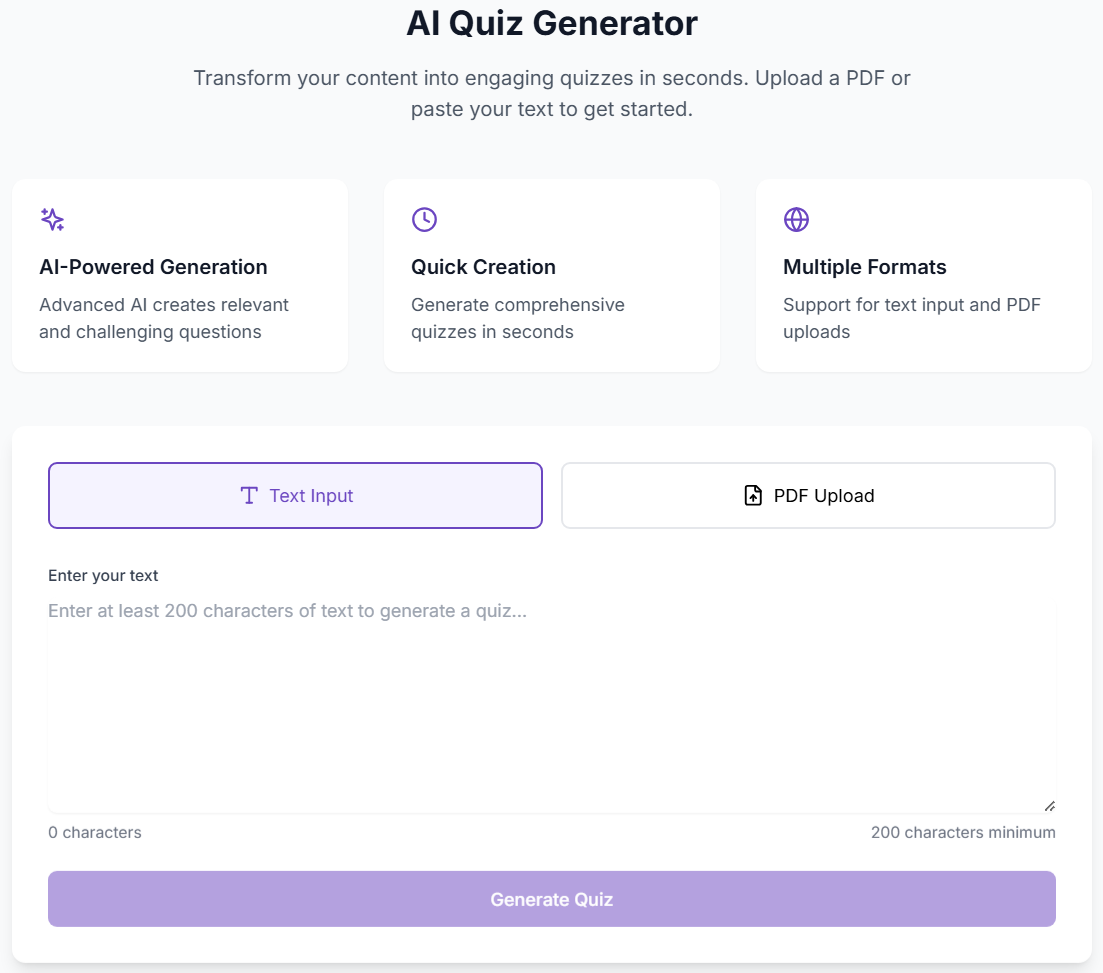 AI Quiz Generator
Transform your content into engaging quizzes in seconds. Upload a PDF or
paste your text to get started.
AI-Powered Generation
Advanced AI creates relevant
and challenging questions
Quick Creation
Generate comprehensive
quizzes in seconds
Multiple Formats
Support for text input and PDF
uploads
Text Input
PDF Upload
Enter your text
Enter at least 200 characters of text to generate a quiz...
0 characters
200 characters minimum
Generate Quiz